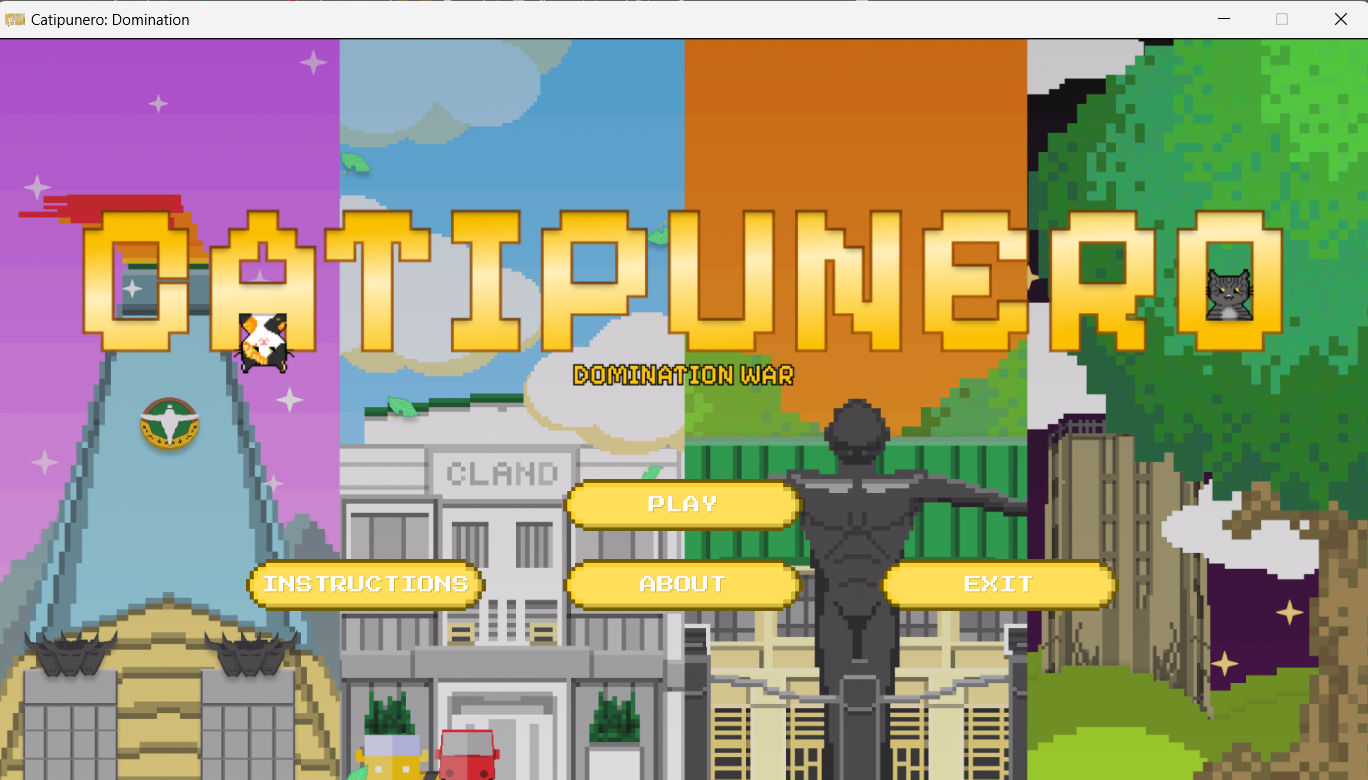 Catipunero: Domination
CATIPUNERO
DOMINATION WAR
CLAND
PLAY
INSTRUCTIONS
ABOUT
EXIT